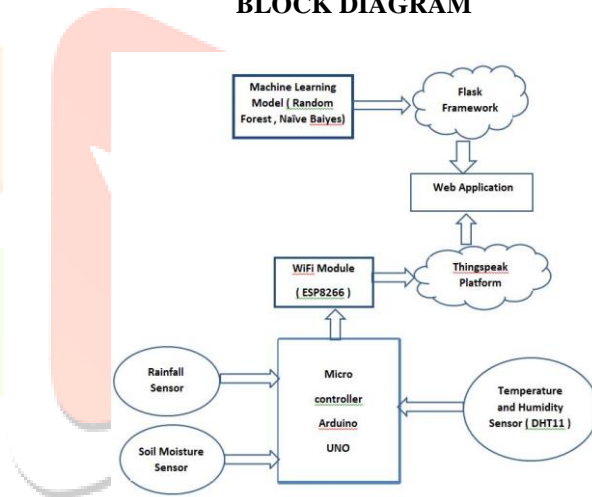 BLOCK DIAGRAM
Machine Learning
Model ( Random
Forest , Naïve Baiyes)
Flask
Framework
Web Application
WiFi Module
( ESP8266 )
Thingspeak
Platform
Rainfall
Sensor
Micro
controller
Arduino
UNO
Temperature
and Humidity
Sensor ( DHT11 )
Soil Moisture
Sensor